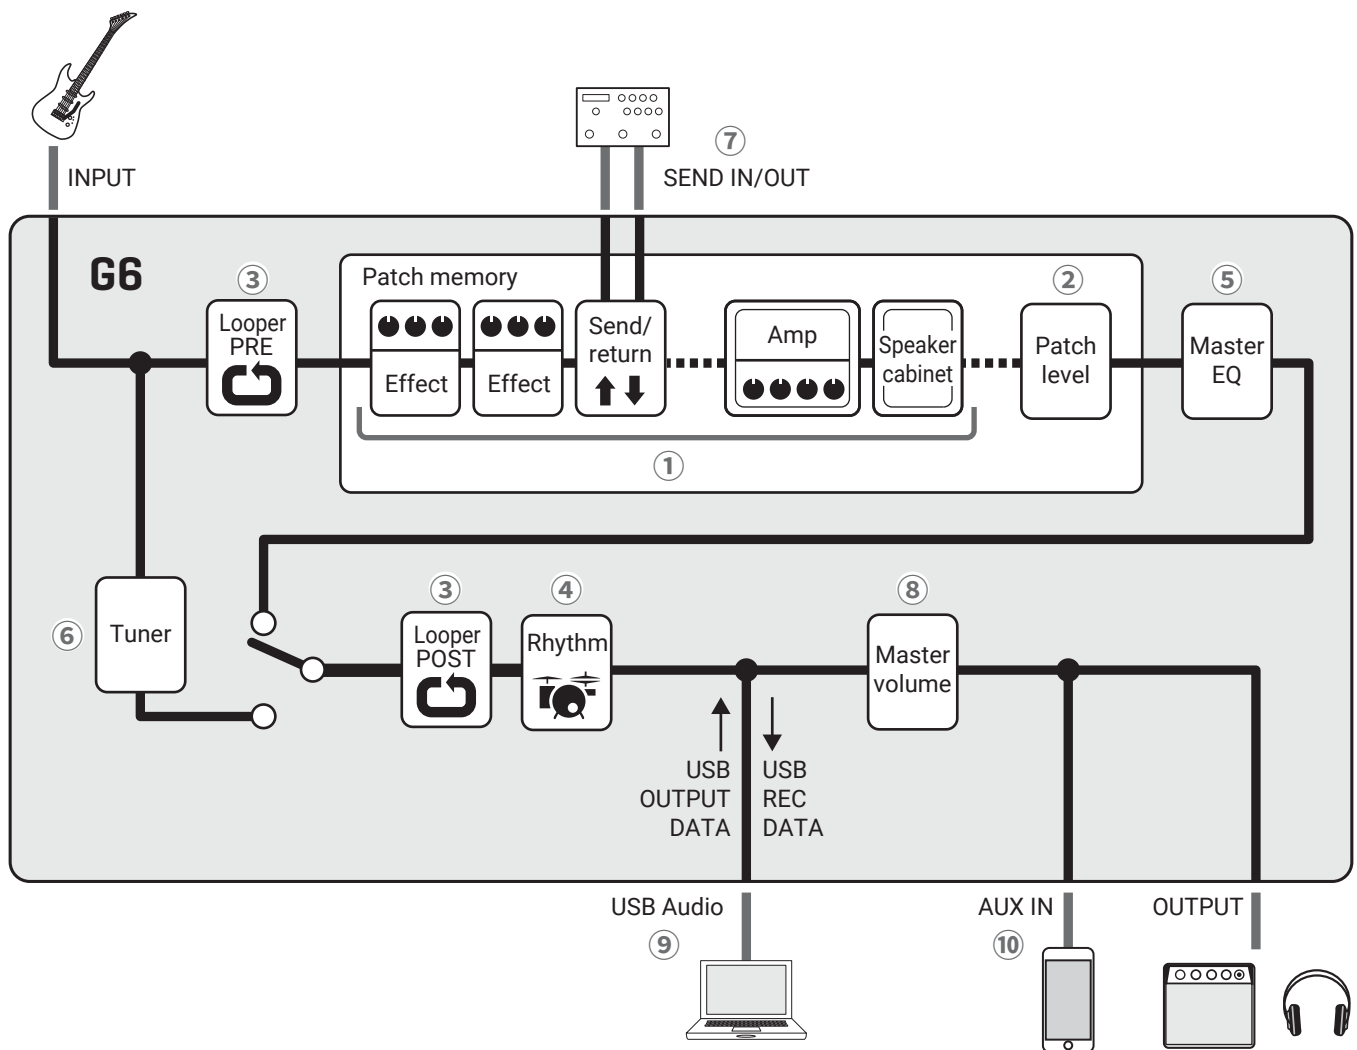 ⑦
INPUT
SEND IN/OUT
G6
③
②
⑤
Patch memory
Looper
PRE
Effect
Effect
Send/
return
Amp
Speaker
cabinet
Patch
level
Master
EQ
①
⑥
Tuner
③
④
⑧
Looper
POST
Rhythm
Master
volume
USB
OUTPUT
DATA
USB
REC
DATA
USB Audio
AUX IN
OUTPUT
⑨
⑩